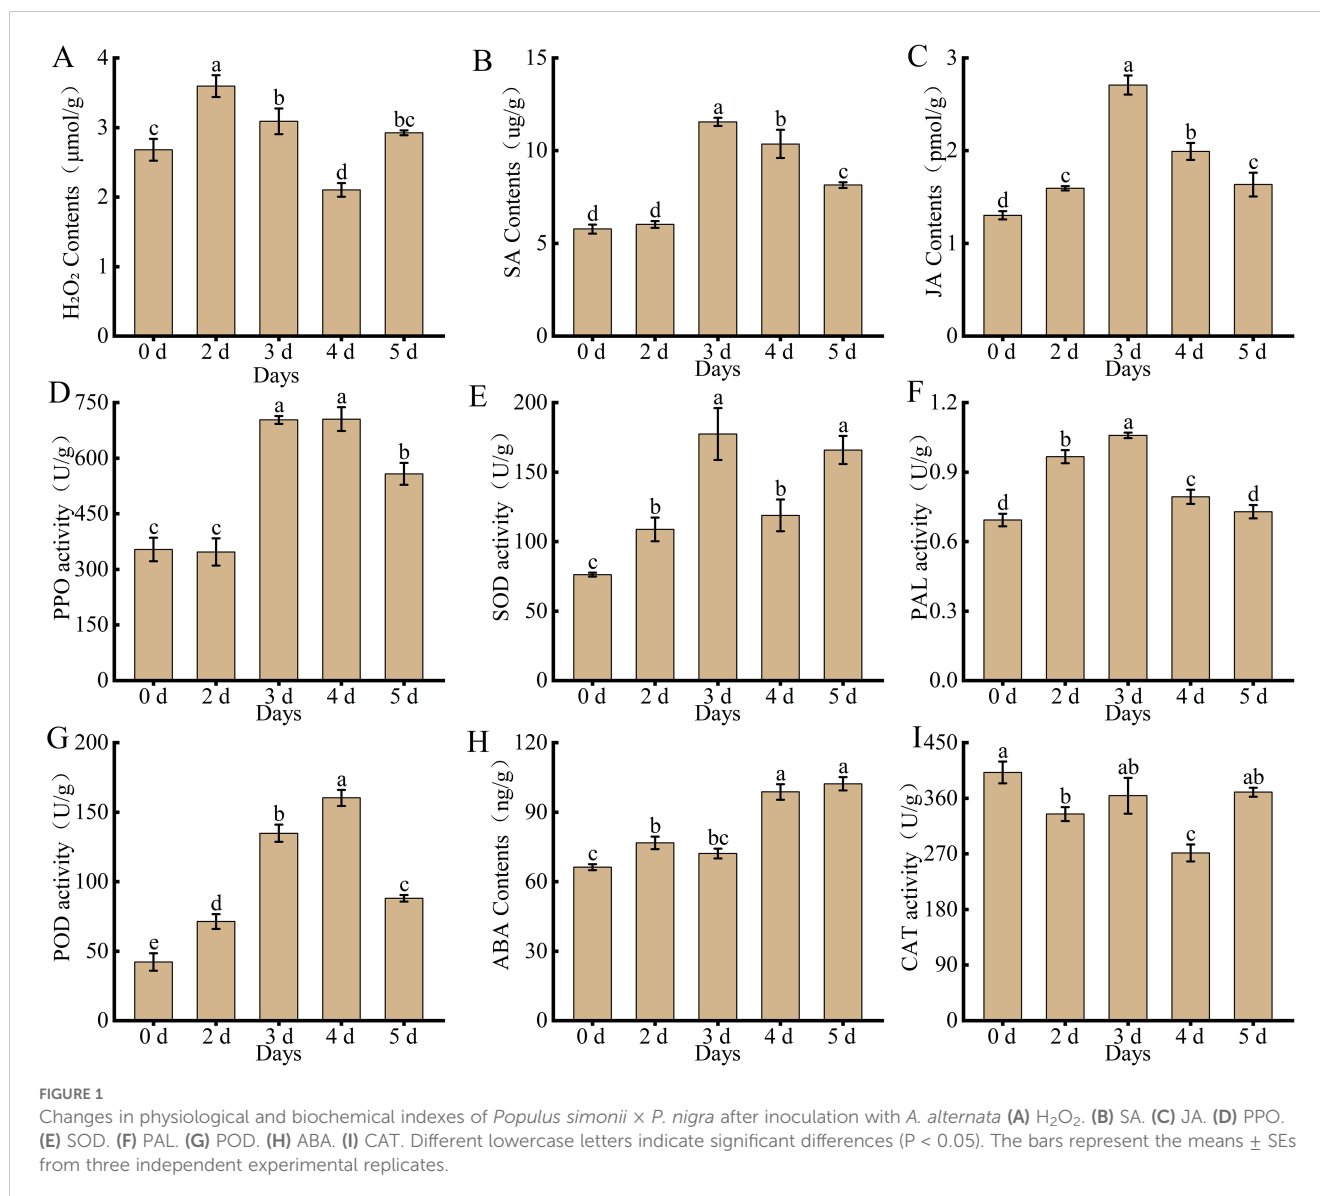 A
H₂O₂ Contents（μmol/g）
4
3
2
1
0
c
a
b
d
bc
0 d 2 d 3 d 4 d 5 d
Days
B
SA Contents（ug/g）
15
10
5
0
d
d
a
b
c
0 d 2 d 3 d 4 d 5 d
Days
C
JA Contents（pmol/g）
3
2
1
0
d
c
a
b
c
0 d 2 d 3 d 4 d 5 d
Days
D
PPO activity（U/g）
750
600
450
300
150
0
c
c
a
a
b
0 d 2 d 3 d 4 d 5 d
Days
E
SOD activity（U/g）
200
150
100
50
0
c
b
a
b
a
0 d 2 d 3 d 4 d 5 d
Days
F
PAL activity（U/g）
1.2
0.9
0.6
0.3
0.0
d
b
a
c
d
0 d 2 d 3 d 4 d 5 d
Days
G
POD activity（U/g）
200
150
100
50
0
e
d
b
a
c
0 d 2 d 3 d 4 d 5 d
Days
H
ABA Contents（ng/g）
120
90
60
30
0
c
b
bc
a
a
0 d 2 d 3 d 4 d 5 d
Days
I
CAT activity（U/g）
450
360
270
180
90
0
a
b
ab
c
ab
0 d 2 d 3 d 4 d 5 d
Days
FIGURE 1
Changes in physiological and biochemical indexes of Populus simonii × P. nigra after inoculation with A. alternata (A) H₂O₂. (B) SA. (C) JA. (D) PPO.
(E) SOD. (F) PAL. (G) POD. (H) ABA. (I) CAT. Different lowercase letters indicate significant differences (P < 0.05). The bars represent the means ± SEs
from three independent experimental replicates.